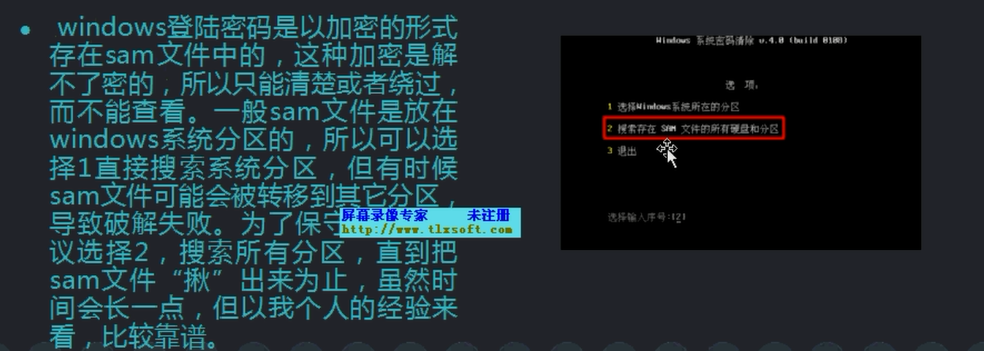 windows登陆密码是以加密的形式
存在sam文件中的，这种加密是解
不了密的，所以只能清楚或者绕过，
而不能查看。一般sam文件是放在
windows系统分区的，所以可以选
择1直接搜索系统分区，但有时候
sam文件可能会被转移到其它分区，
导致破解失败。为了保守
议选择2，搜索所有分区，直到把
sam文件“揪”出来为止，虽然时
间会长一点，但以我个人的经验来
看，比较靠谱。
屏幕录像专家 未注册
http://www.tlxsoft.com
Windows 系统密码清除 v.4.0 (build 0100)
选 项:
1 选择Windows系统所在的分区
2 搜索存在 SAM 文件的所有硬盘和分区
3 退出
选择输入序号:[2]